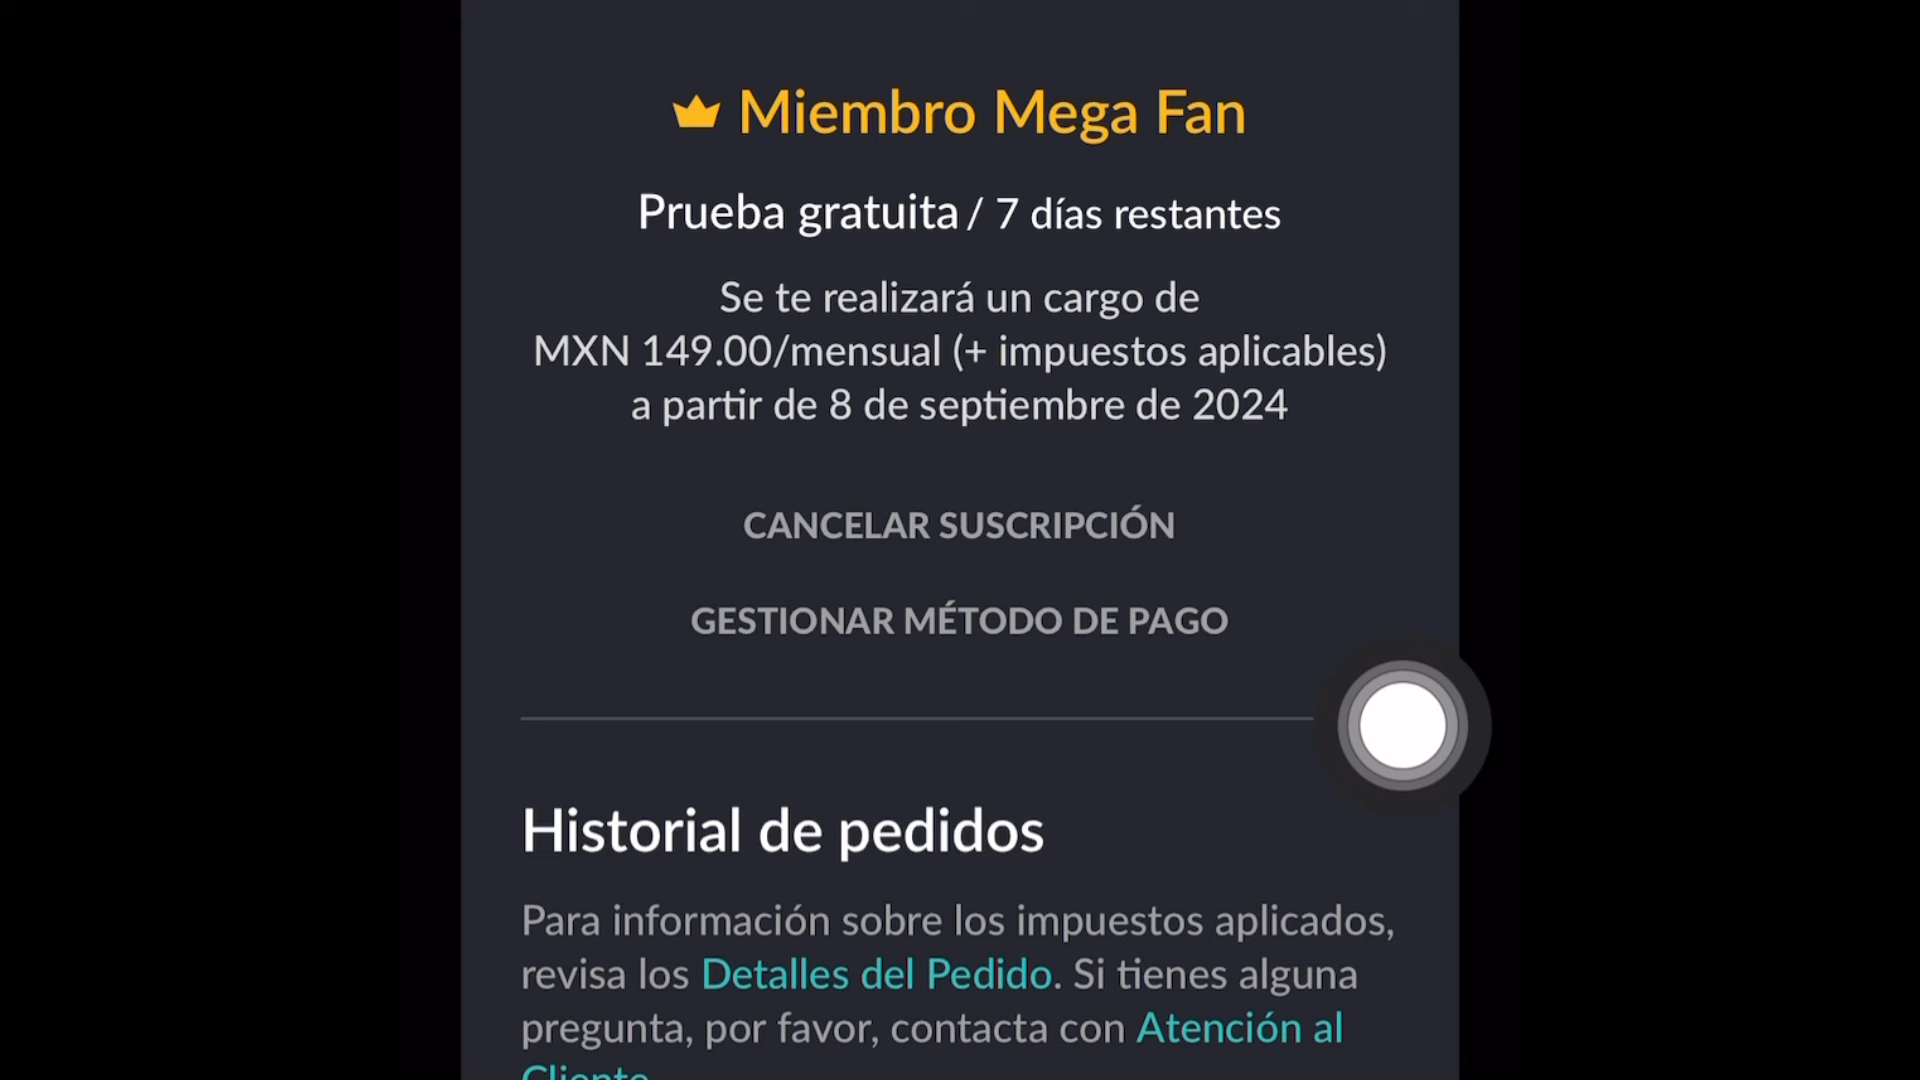 Miembro Mega Fan
Prueba gratuita / 7 días restantes
Se te realizará un cargo de
MXN 149.00/mensual (+ impuestos aplicables)
a partir de 8 de septiembre de 2024
CANCELAR SUSCRIPCIÓN
GESTIONAR MÉTODO DE PAGO
Historial de pedidos
Para información sobre los impuestos aplicados,
revisa los Detalles del Pedido. Si tienes alguna
pregunta, por favor, contacta con Atención al
Cliente.